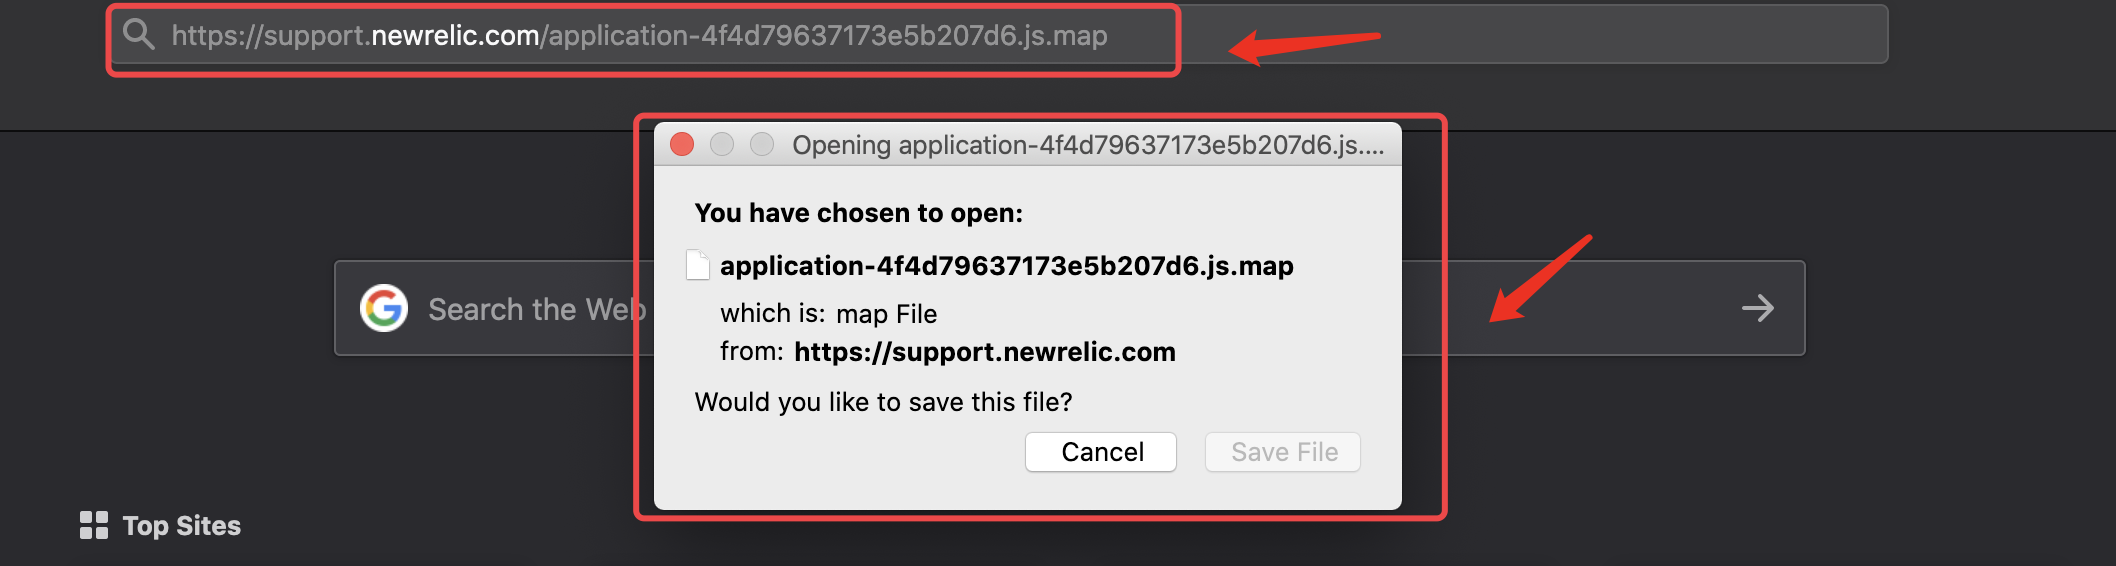 https://support.newrelic.com/application-4f4d79637173e5b207d6.js.map
Opening application-4f4d79637173e5b207d6.js....
You have chosen to open:
application-4f4d79637173e5b207d6.js.map
which is: map File
from: https://support.newrelic.com
Search the Web
Would you like to save this file?
Cancel Save File
Top Sites